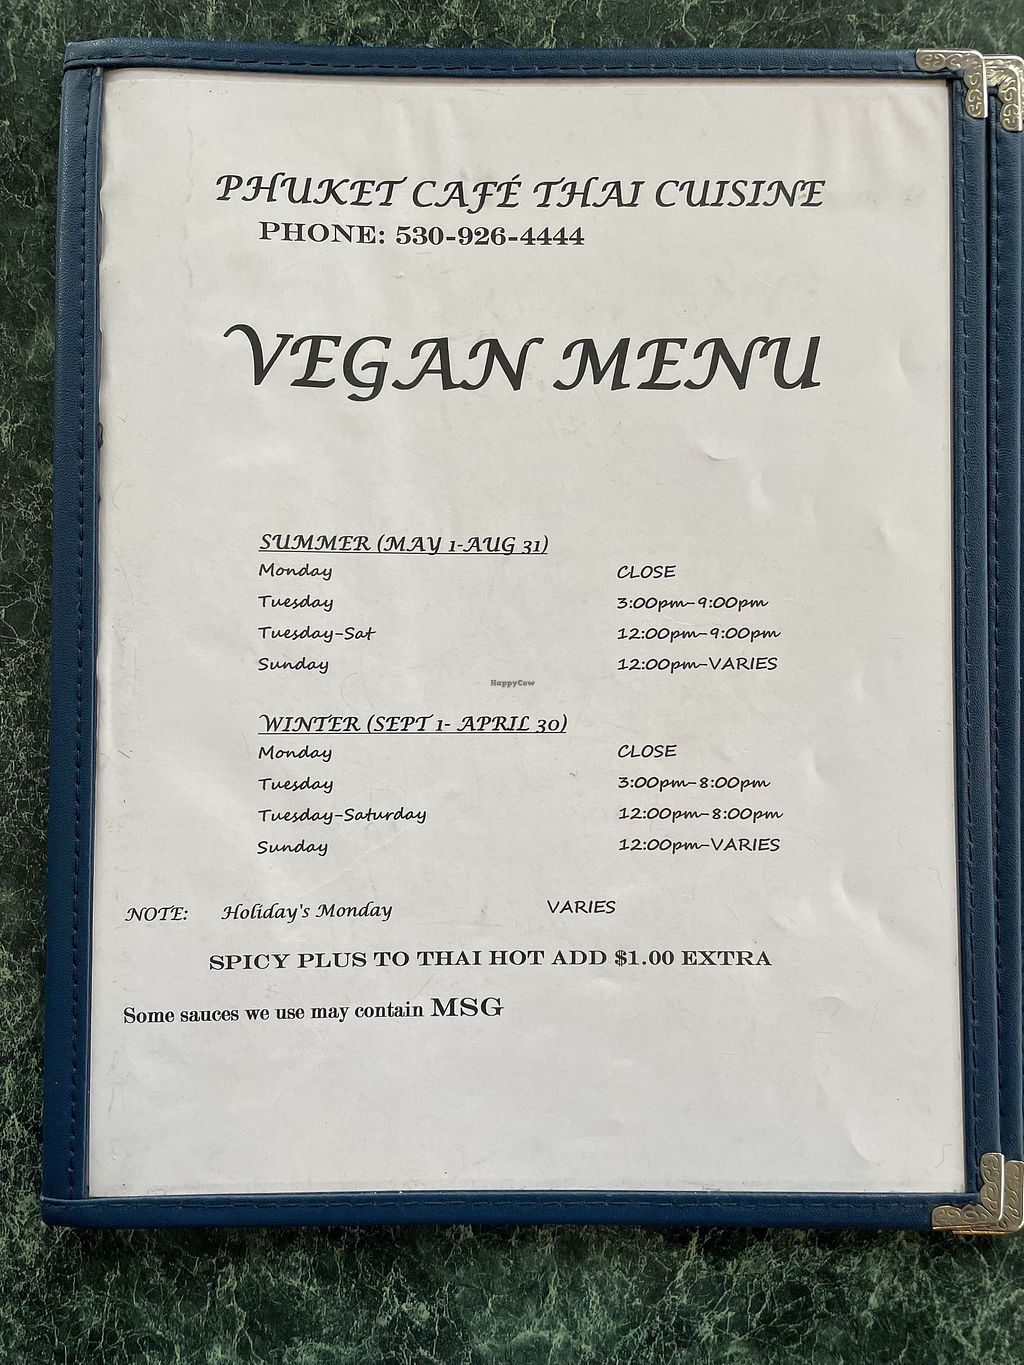 PHUKET CAFÉ THAI CUISINE
PHONE: 530-926-4444
VEGAN MENU
SUMMER (MAY 1-AUG 31)
Monday CLOSE
Tuesday 3:00pm-9:00pm
Tuesday-Sat 12:00pm-9:00pm
Sunday 12:00pm-VARIES
HappyCow
WINTER (SEPT 1- APRIL 30)
Monday CLOSE
Tuesday 3:00pm-8:00pm
Tuesday-Saturday 12:00pm-8:00pm
Sunday 12:00pm-VARIES
NOTE: Holiday's Monday VARIES
SPICY PLUS TO THAI HOT ADD $1.00 EXTRA
Some sauces we use may contain MSG